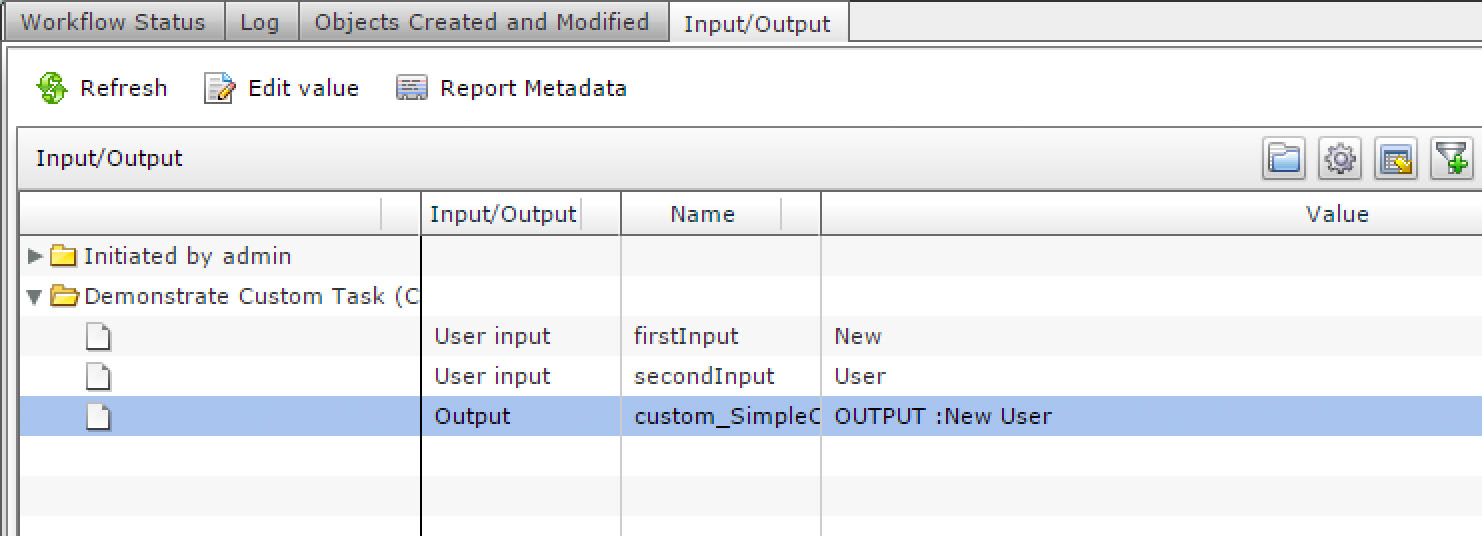 Workflow Status Log Objects Created and Modified Input/Output
Refresh Edit value Report Metadata
Input/Output
Input/Output Name Value
Initiated by admin
Demonstrate Custom Task (C
User input firstInput New
User input secondInput User
Output custom_SimpleC OUTPUT :New User